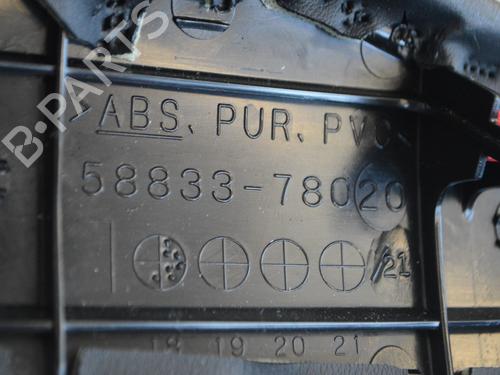 B-PARTS
>ABS. PUR. PVC<
58833-78020
/21
18 19 20 21